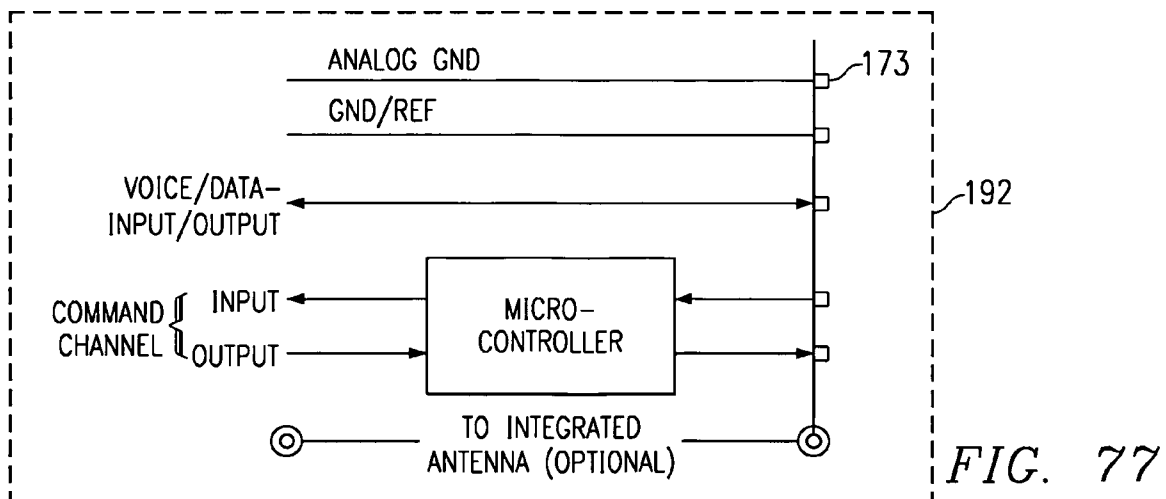 ANALOG GND
173
GND/REF
VOICE/DATA-
INPUT/OUTPUT
192
COMMAND
CHANNEL
INPUT
OUTPUT
MICRO-
CONTROLLER
TO INTEGRATED
ANTENNA (OPTIONAL)
FIG. 77